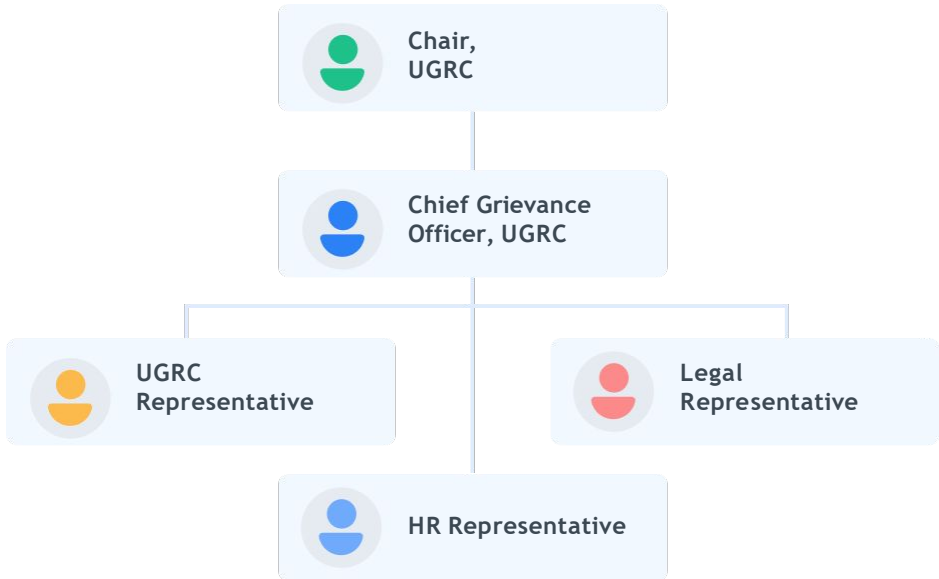 Chair,
UGRC
Chief Grievance
Officer, UGRC
UGRC
Representative
Legal
Representative
HR Representative